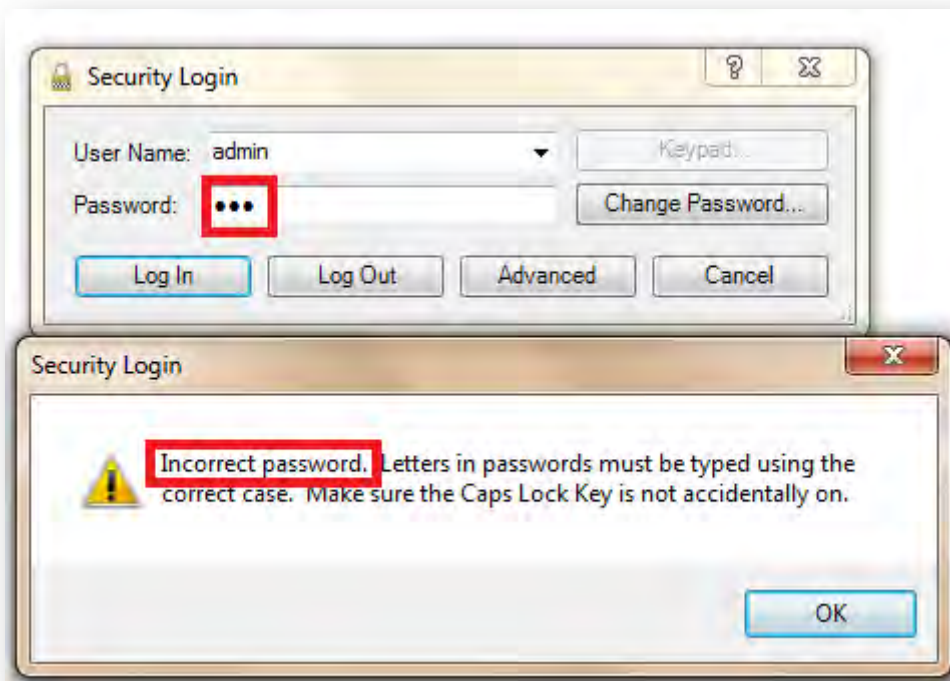 Security Login
User Name: admin Keypad...
Password: ●●● Change Password...
Log In Log Out Advanced Cancel
Security Login
Incorrect password. Letters in passwords must be typed using the
correct case. Make sure the Caps Lock Key is not accidentally on.
OK